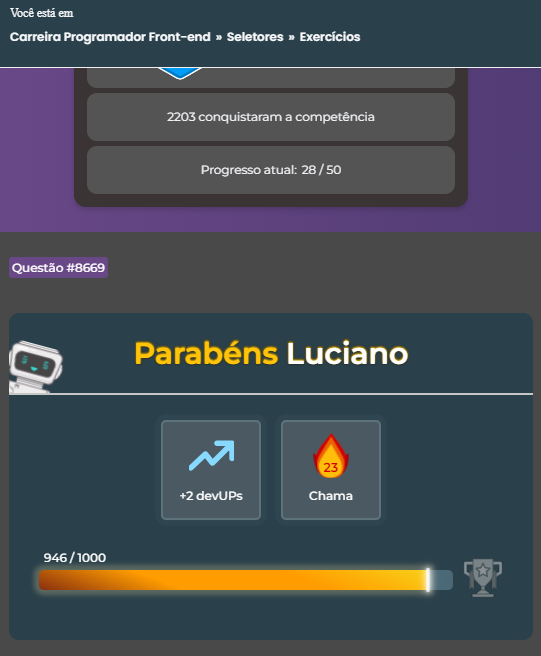 Você está em
Carreira Programador Front-end » Seletores » Exercícios
2203 conquistaram a competência
Progresso atual: 28 / 50
Questão #8669
Parabéns Luciano
23
+2 devUPs
Chama
946 / 1000